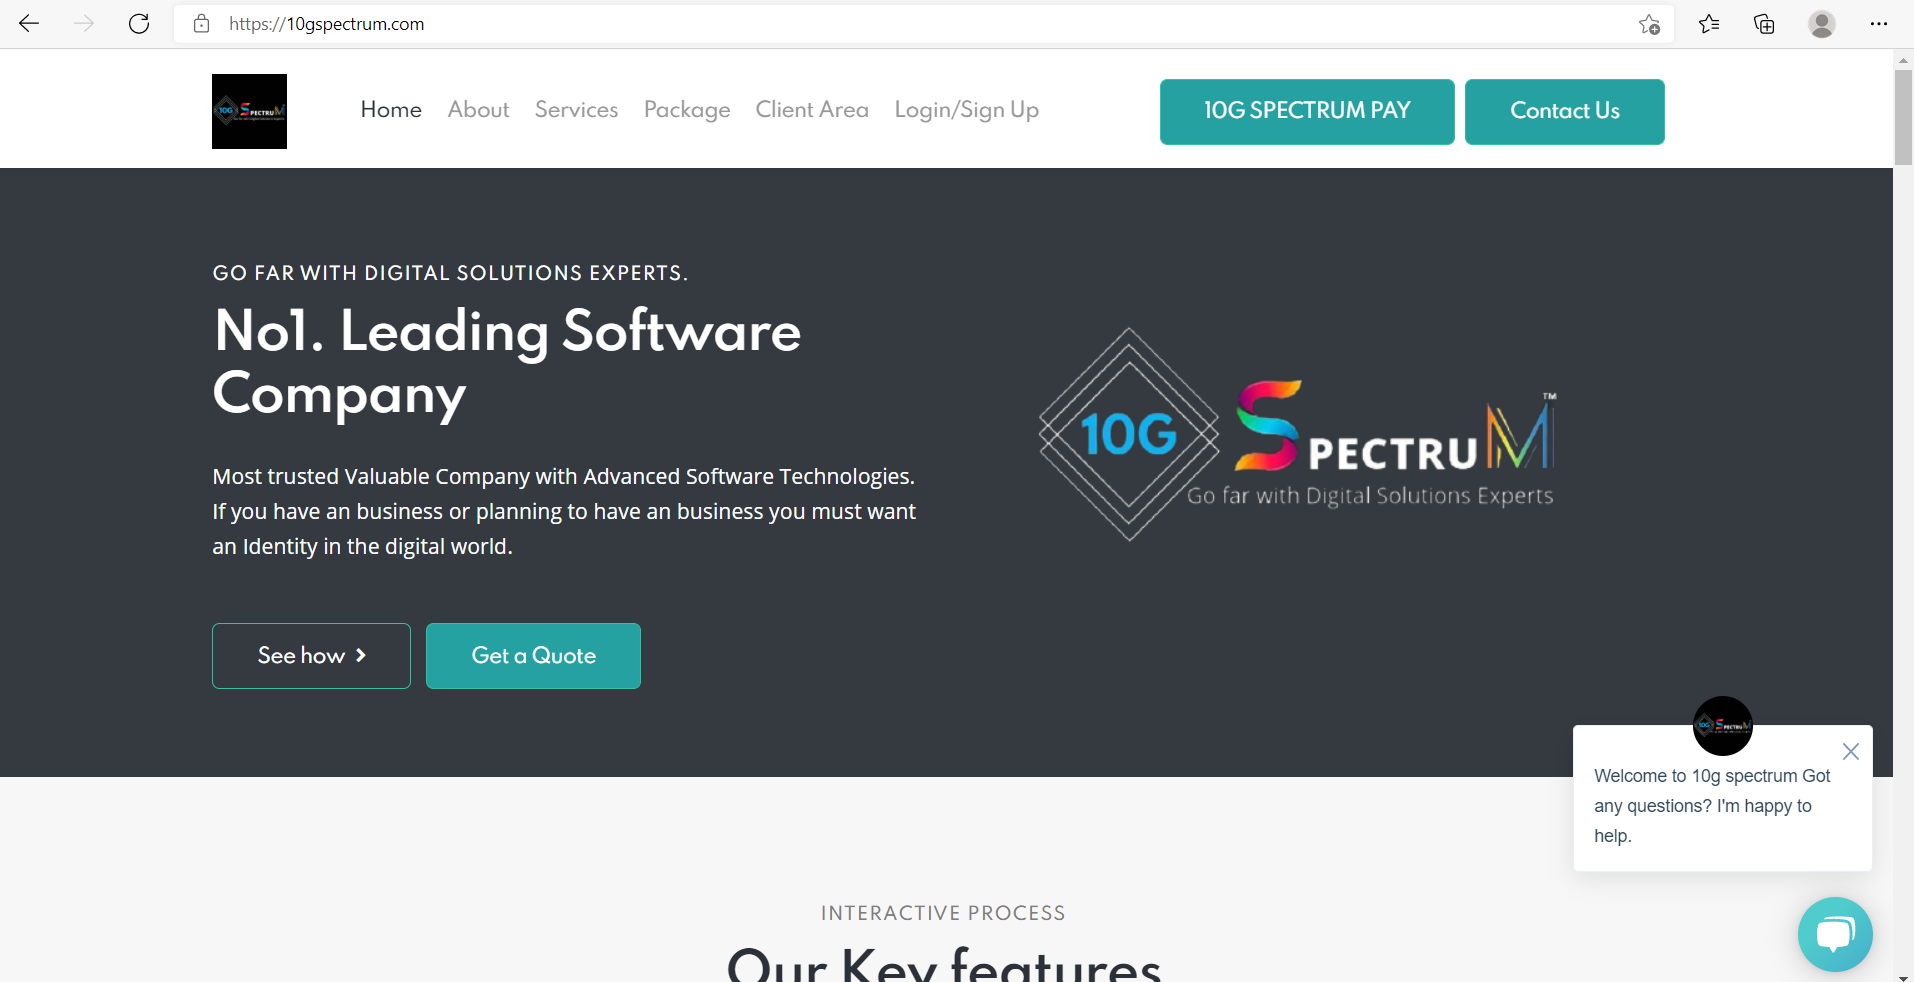 https://10gspectrum.com
Home About Services Package Client Area Login/Sign Up
10G SPECTRUM PAY
Contact Us
GO FAR WITH DIGITAL SOLUTIONS EXPERTS.
No1. Leading Software
Company
Most trusted Valuable Company with Advanced Software Technologies.
If you have an business or planning to have an business you must want
an Identity in the digital world.
See how
Get a Quote
10G SPECTRUM ™
Go far with Digital Solutions Experts
Welcome to 10g spectrum Got
any questions? I'm happy to
help.
INTERACTIVE PROCESS
Our Key features